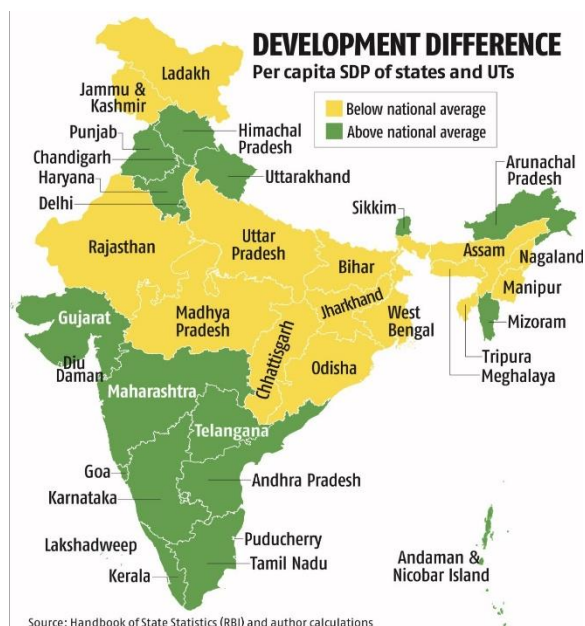 DEVELOPMENT DIFFERENCE
Per capita SDP of states and UTs
Below national average
Above national average
Ladakh
Jammu &
Kashmir
Punjab
Himachal
Pradesh
Chandigarh
Haryana
Uttarakhand
Delhi
Arunachal
Pradesh
Sikkim
Rajasthan
Uttar
Pradesh
Assam
Nagaland
Bihar
Manipur
Gujarat
Madhya
Pradesh
Jharkhand
West
Bengal
Mizoram
Chhattisgarh
Tripura
Meghalaya
Diu
Daman
Odisha
Maharashtra
Telangana
Goa
Andhra Pradesh
Karnataka
Puducherry
Lakshadweep
Tamil Nadu
Kerala
Andaman &
Nicobar Island
Source: Handbook of State Statistics (RBI) and author calculations